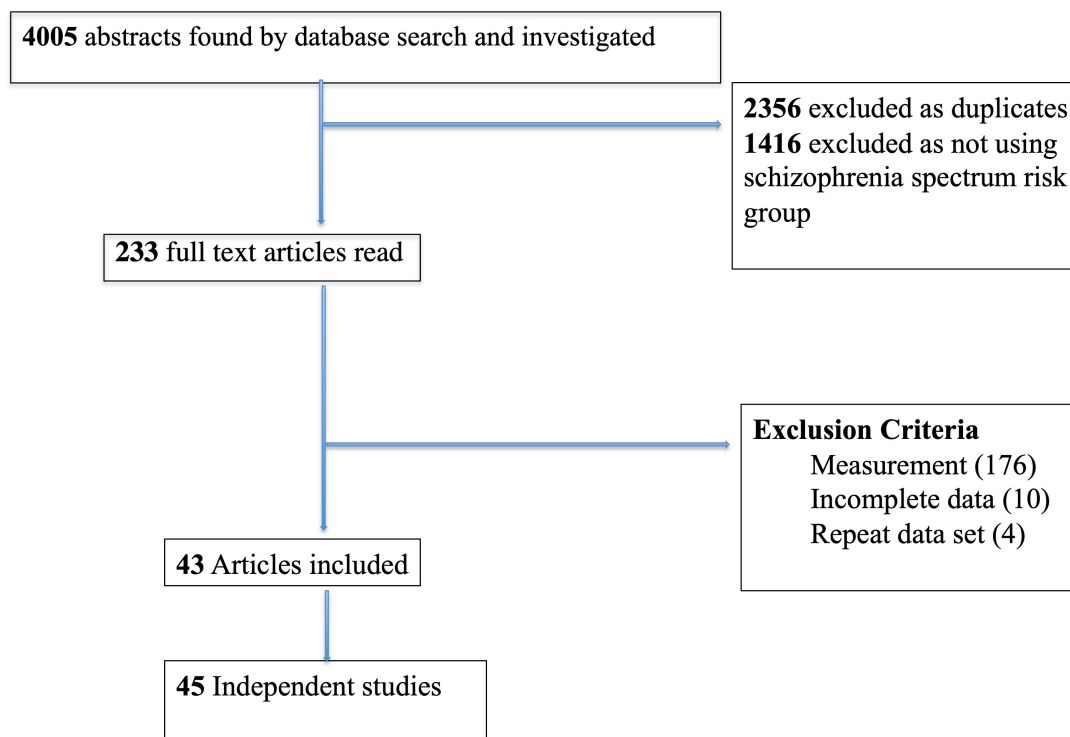 4005 abstracts found by database search and investigated
2356 excluded as duplicates
1416 excluded as not using
schizophrenia spectrum risk
group
233 full text articles read
Exclusion Criteria
Measurement (176)
Incomplete data (10)
Repeat data set (4)
43 Articles included
45 Independent studies